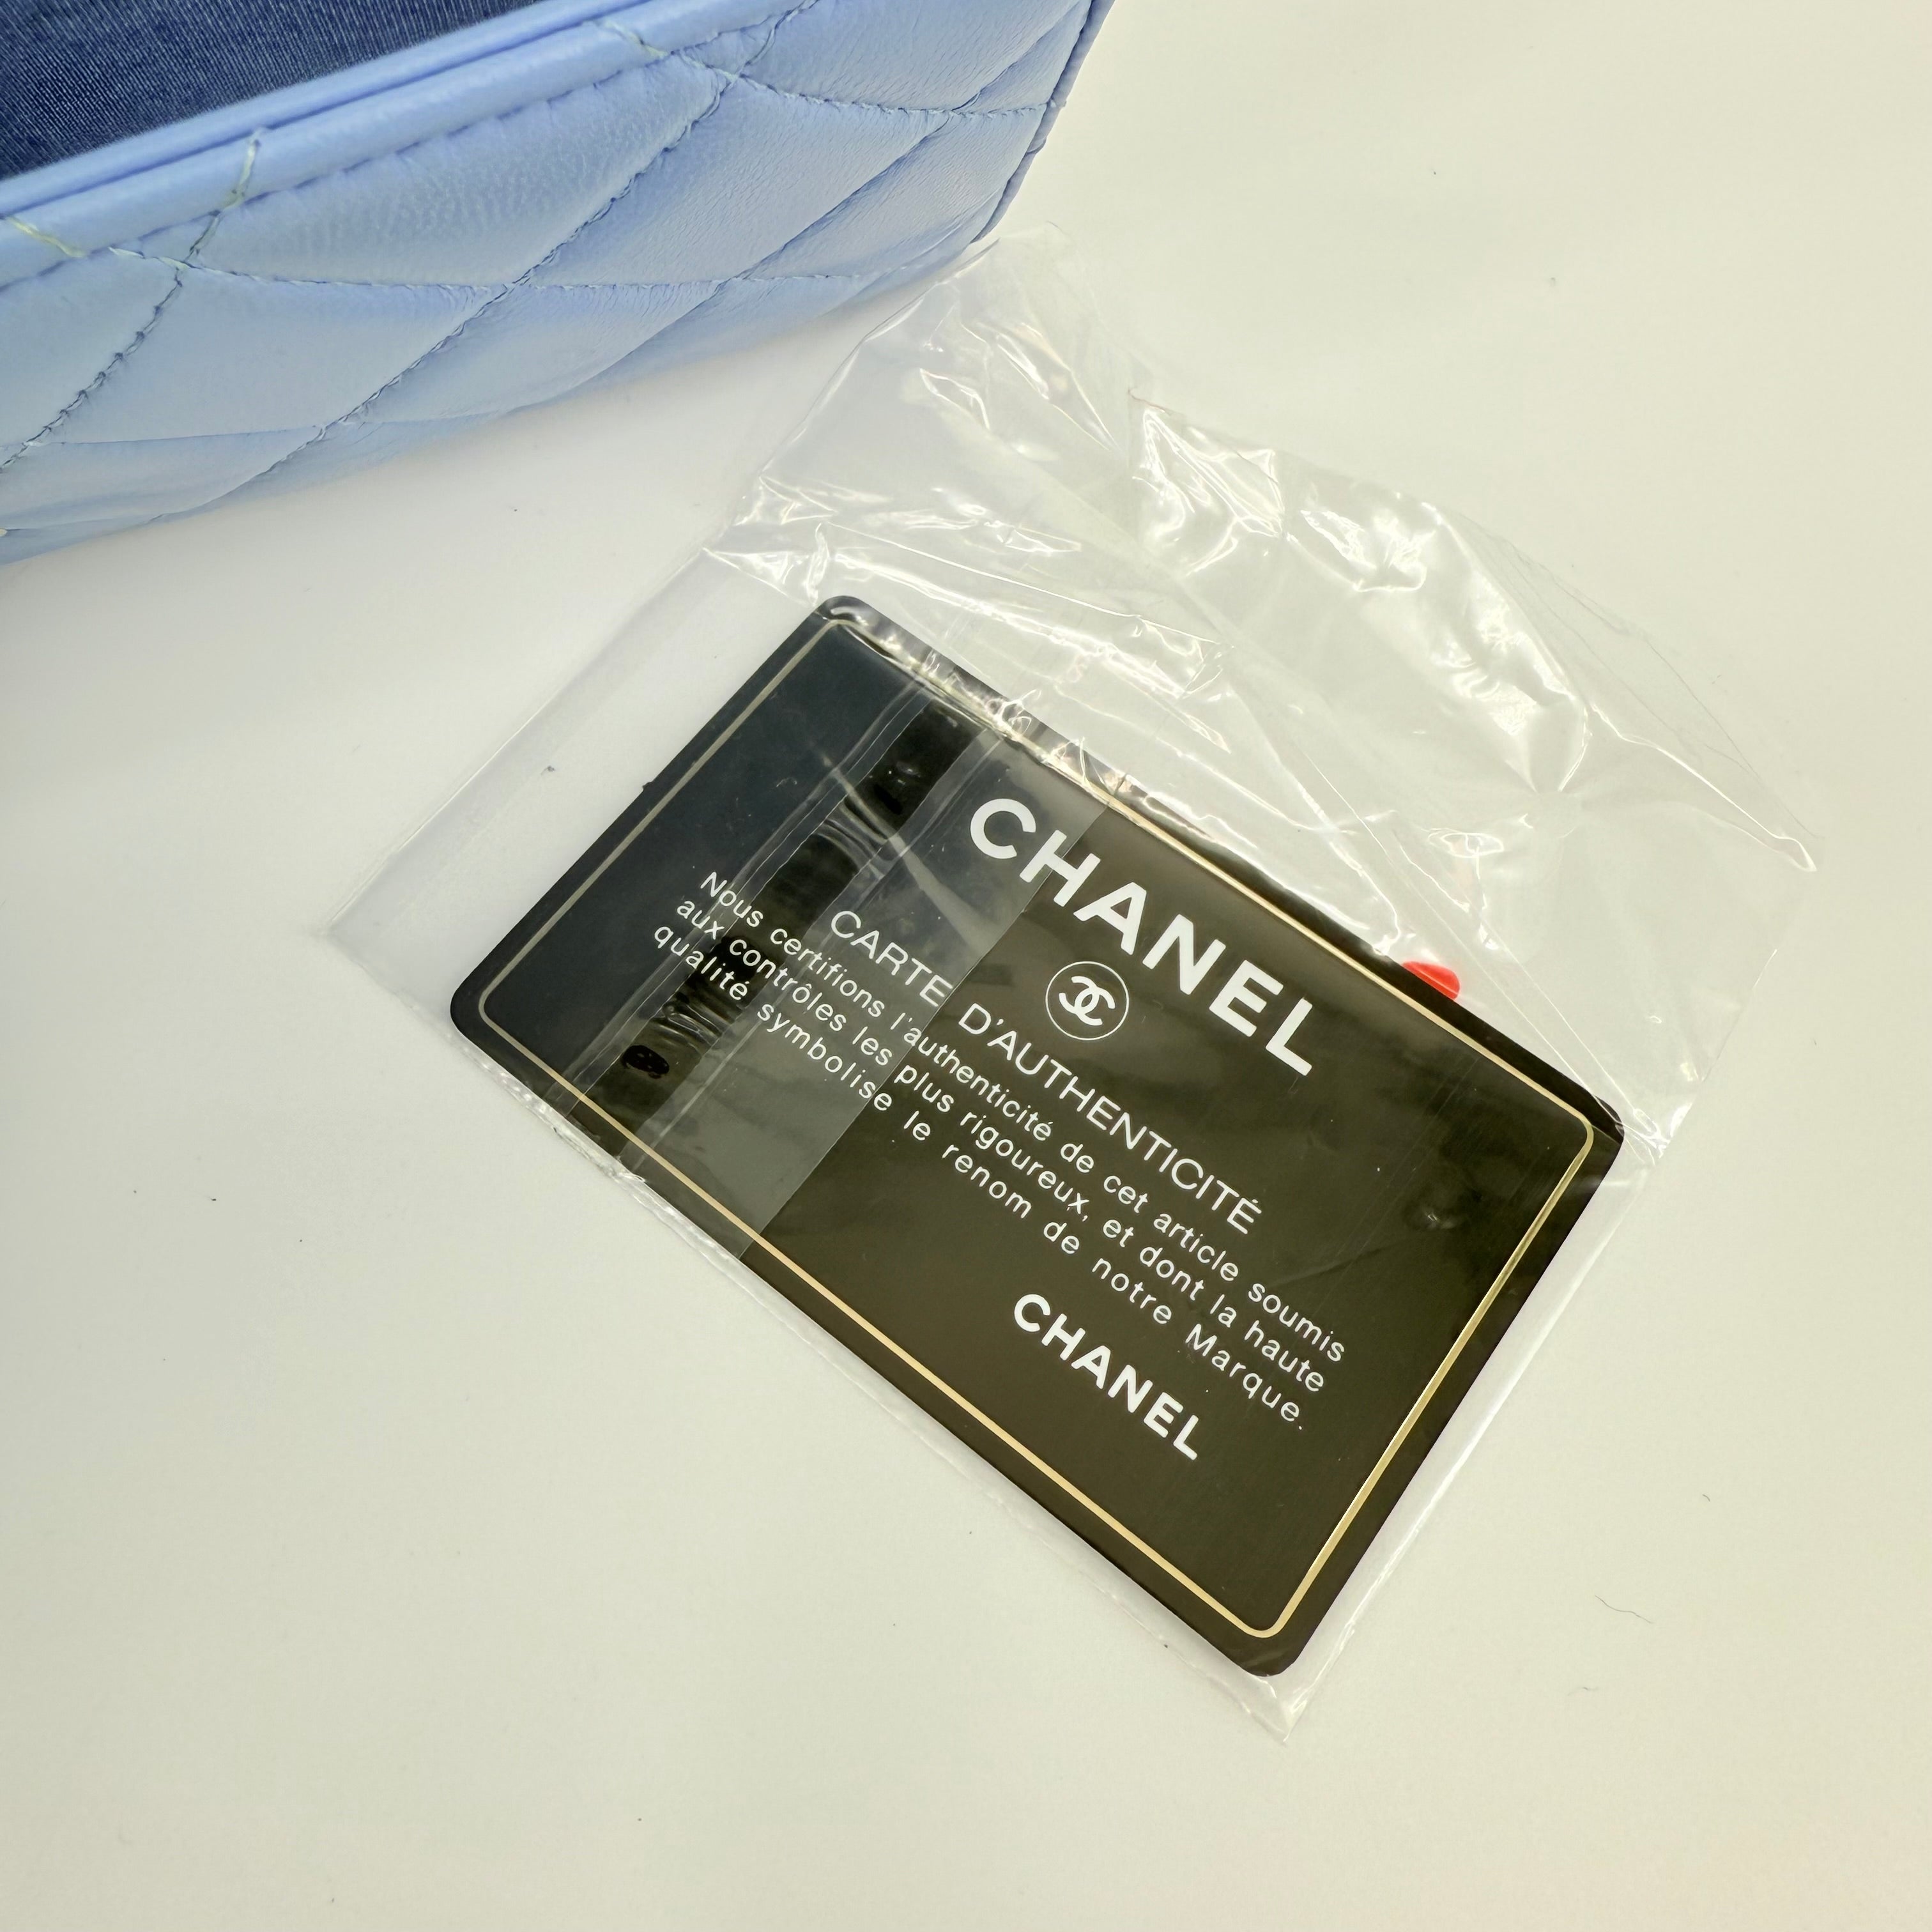 CHANEL
CARTE D'AUTHENTICITÉ
Nous certifions l'authenticité de cet article soumis
aux contrôles les plus rigoureux, et dont la haute
qualité symbolise le renom de notre Marque.
CHANEL